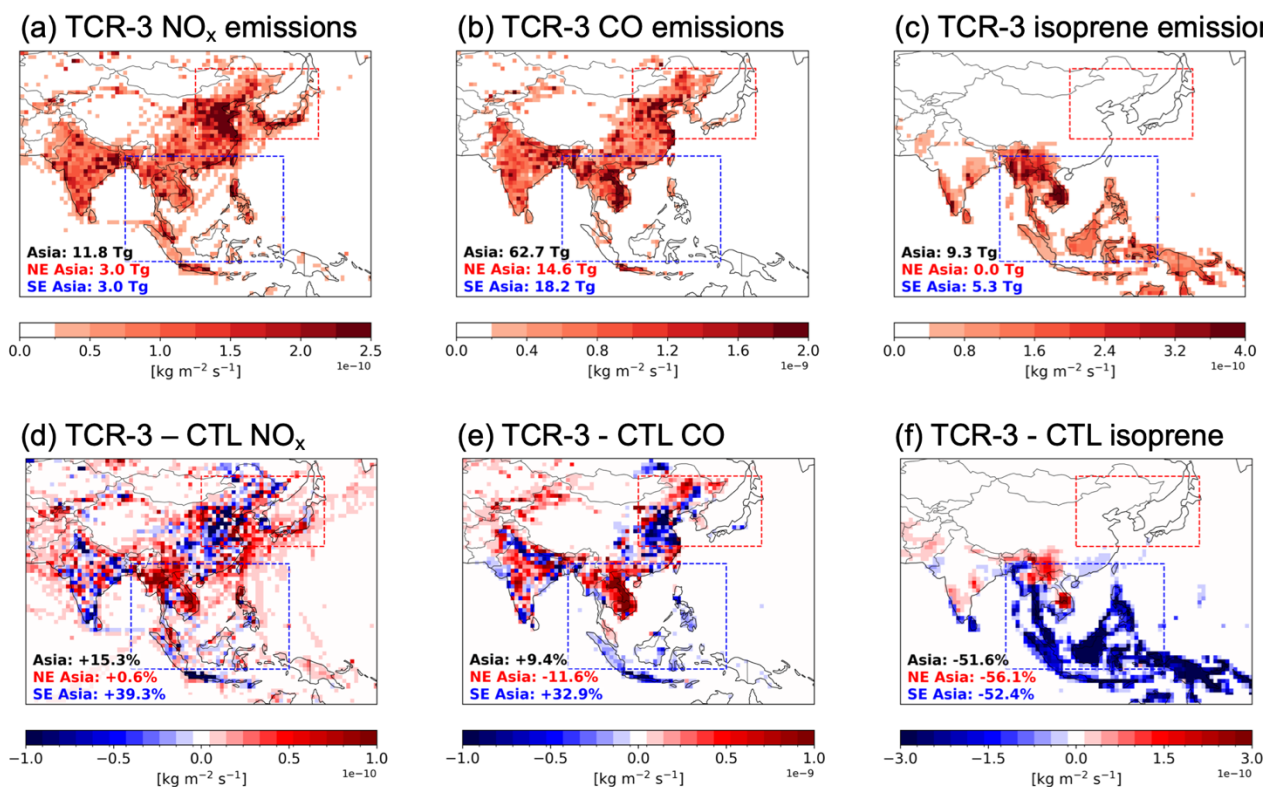 (a) TCR-3 NOx emissions
(b) TCR-3 CO emissions
(c) TCR-3 isoprene emission
Asia: 11.8 Tg
NE Asia: 3.0 Tg
SE Asia: 3.0 Tg
Asia: 62.7 Tg
NE Asia: 14.6 Tg
SE Asia: 18.2 Tg
Asia: 9.3 Tg
NE Asia: 0.0 Tg
SE Asia: 5.3 Tg
0.0 0.5 1.0 1.5 2.0 2.5
[kg m⁻² s⁻¹] 1e-10
0.0 0.4 0.8 1.2 1.6 2.0
[kg m⁻² s⁻¹] 1e-9
0.0 0.8 1.6 2.4 3.2 4.0
[kg m⁻² s⁻¹] 1e-10
(d) TCR-3 – CTL NOx
(e) TCR-3 - CTL CO
(f) TCR-3 - CTL isoprene
Asia: +15.3%
NE Asia: +0.6%
SE Asia: +39.3%
Asia: +9.4%
NE Asia: -11.6%
SE Asia: +32.9%
Asia: -51.6%
NE Asia: -56.1%
SE Asia: -52.4%
−1.0 −0.5 0.0 0.5 1.0
[kg m⁻² s⁻¹] 1e-10
−1.0 −0.5 0.0 0.5 1.0
[kg m⁻² s⁻¹] 1e-9
−3.0 −1.5 0.0 1.5 3.0
[kg m⁻² s⁻¹] 1e-10